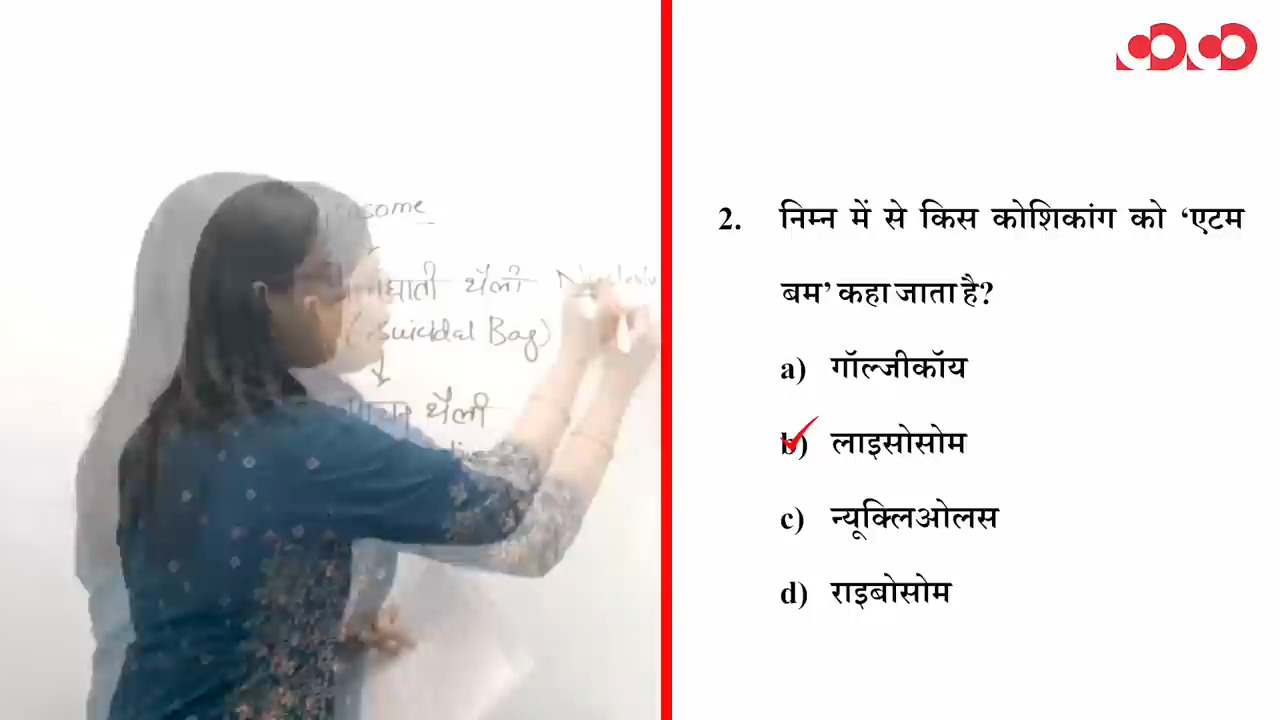 2. निम्न में से किस कोशिकांग को ‘एटम
बम’ कहा जाता है?
a) गॉल्जीकॉय
b) लाइसोसोम
c) न्यूक्लिओलस
d) राइबोसोम
थैली
(Suicidal Bag)
थैली